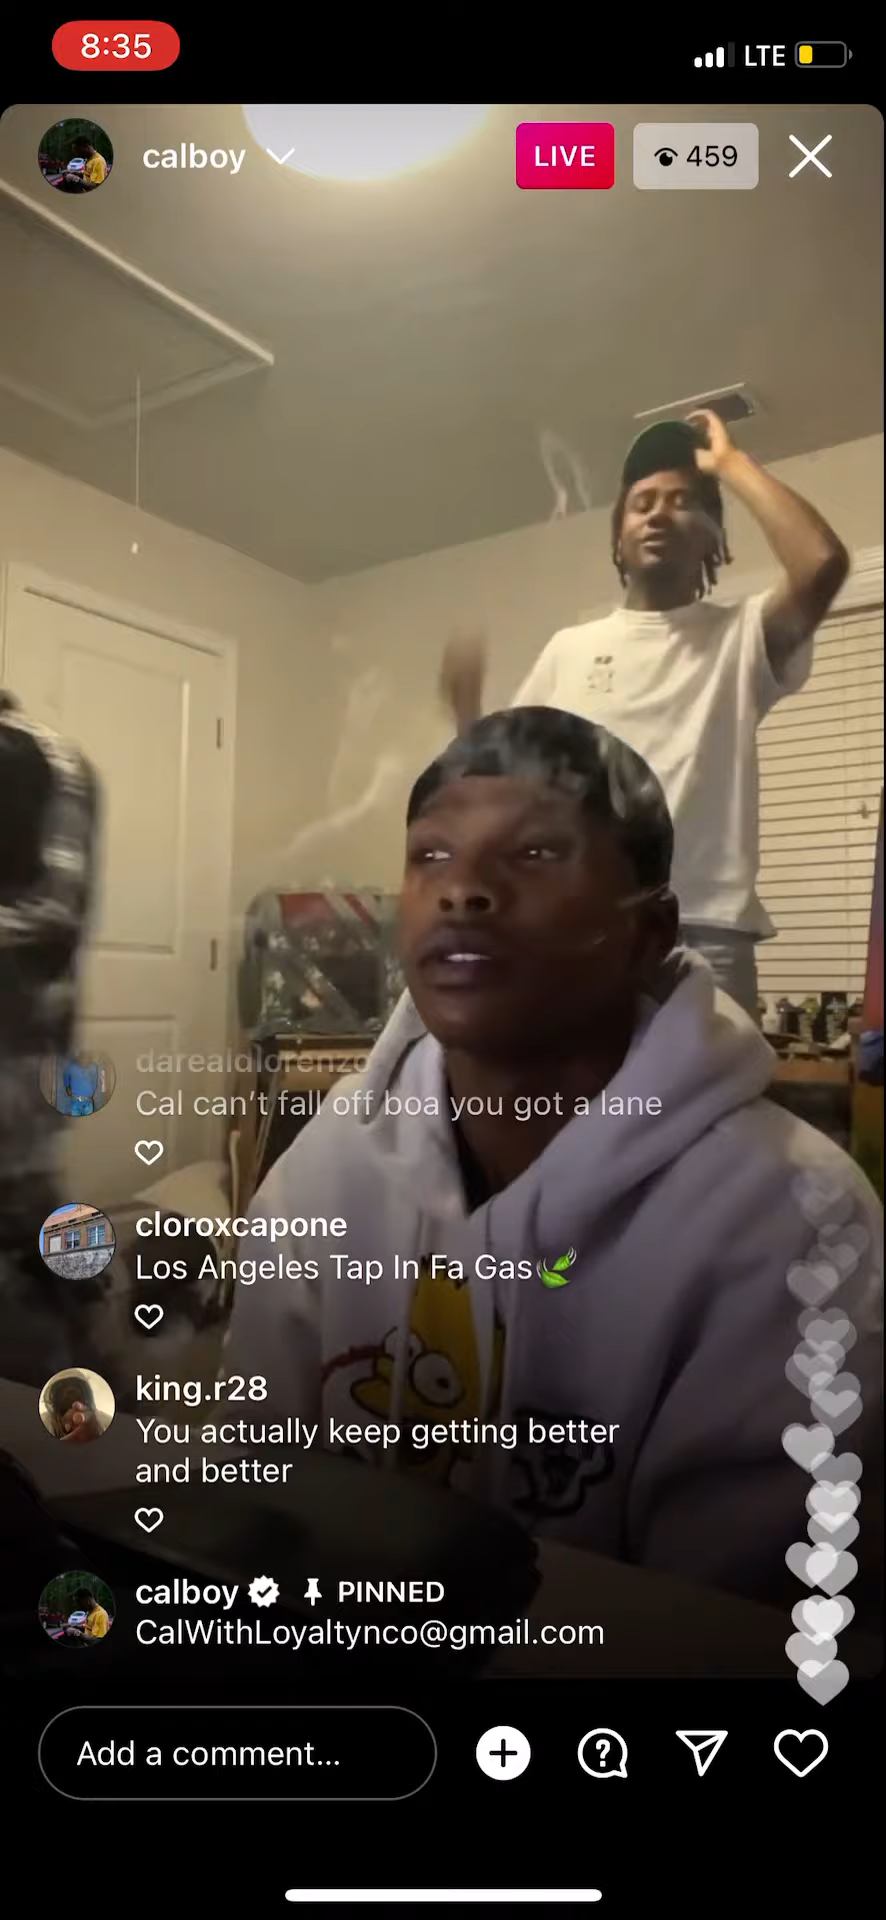 8:35
LTE
calboy
LIVE
459
darealdlorenzo
Cal can't fall off boa you got a lane
cloroxcapone
Los Angeles Tap In Fa Gas🍃
king.r28
You actually keep getting better
and better
calboy PINNED
CalWithLoyaltynco@gmail.com
Add a comment...